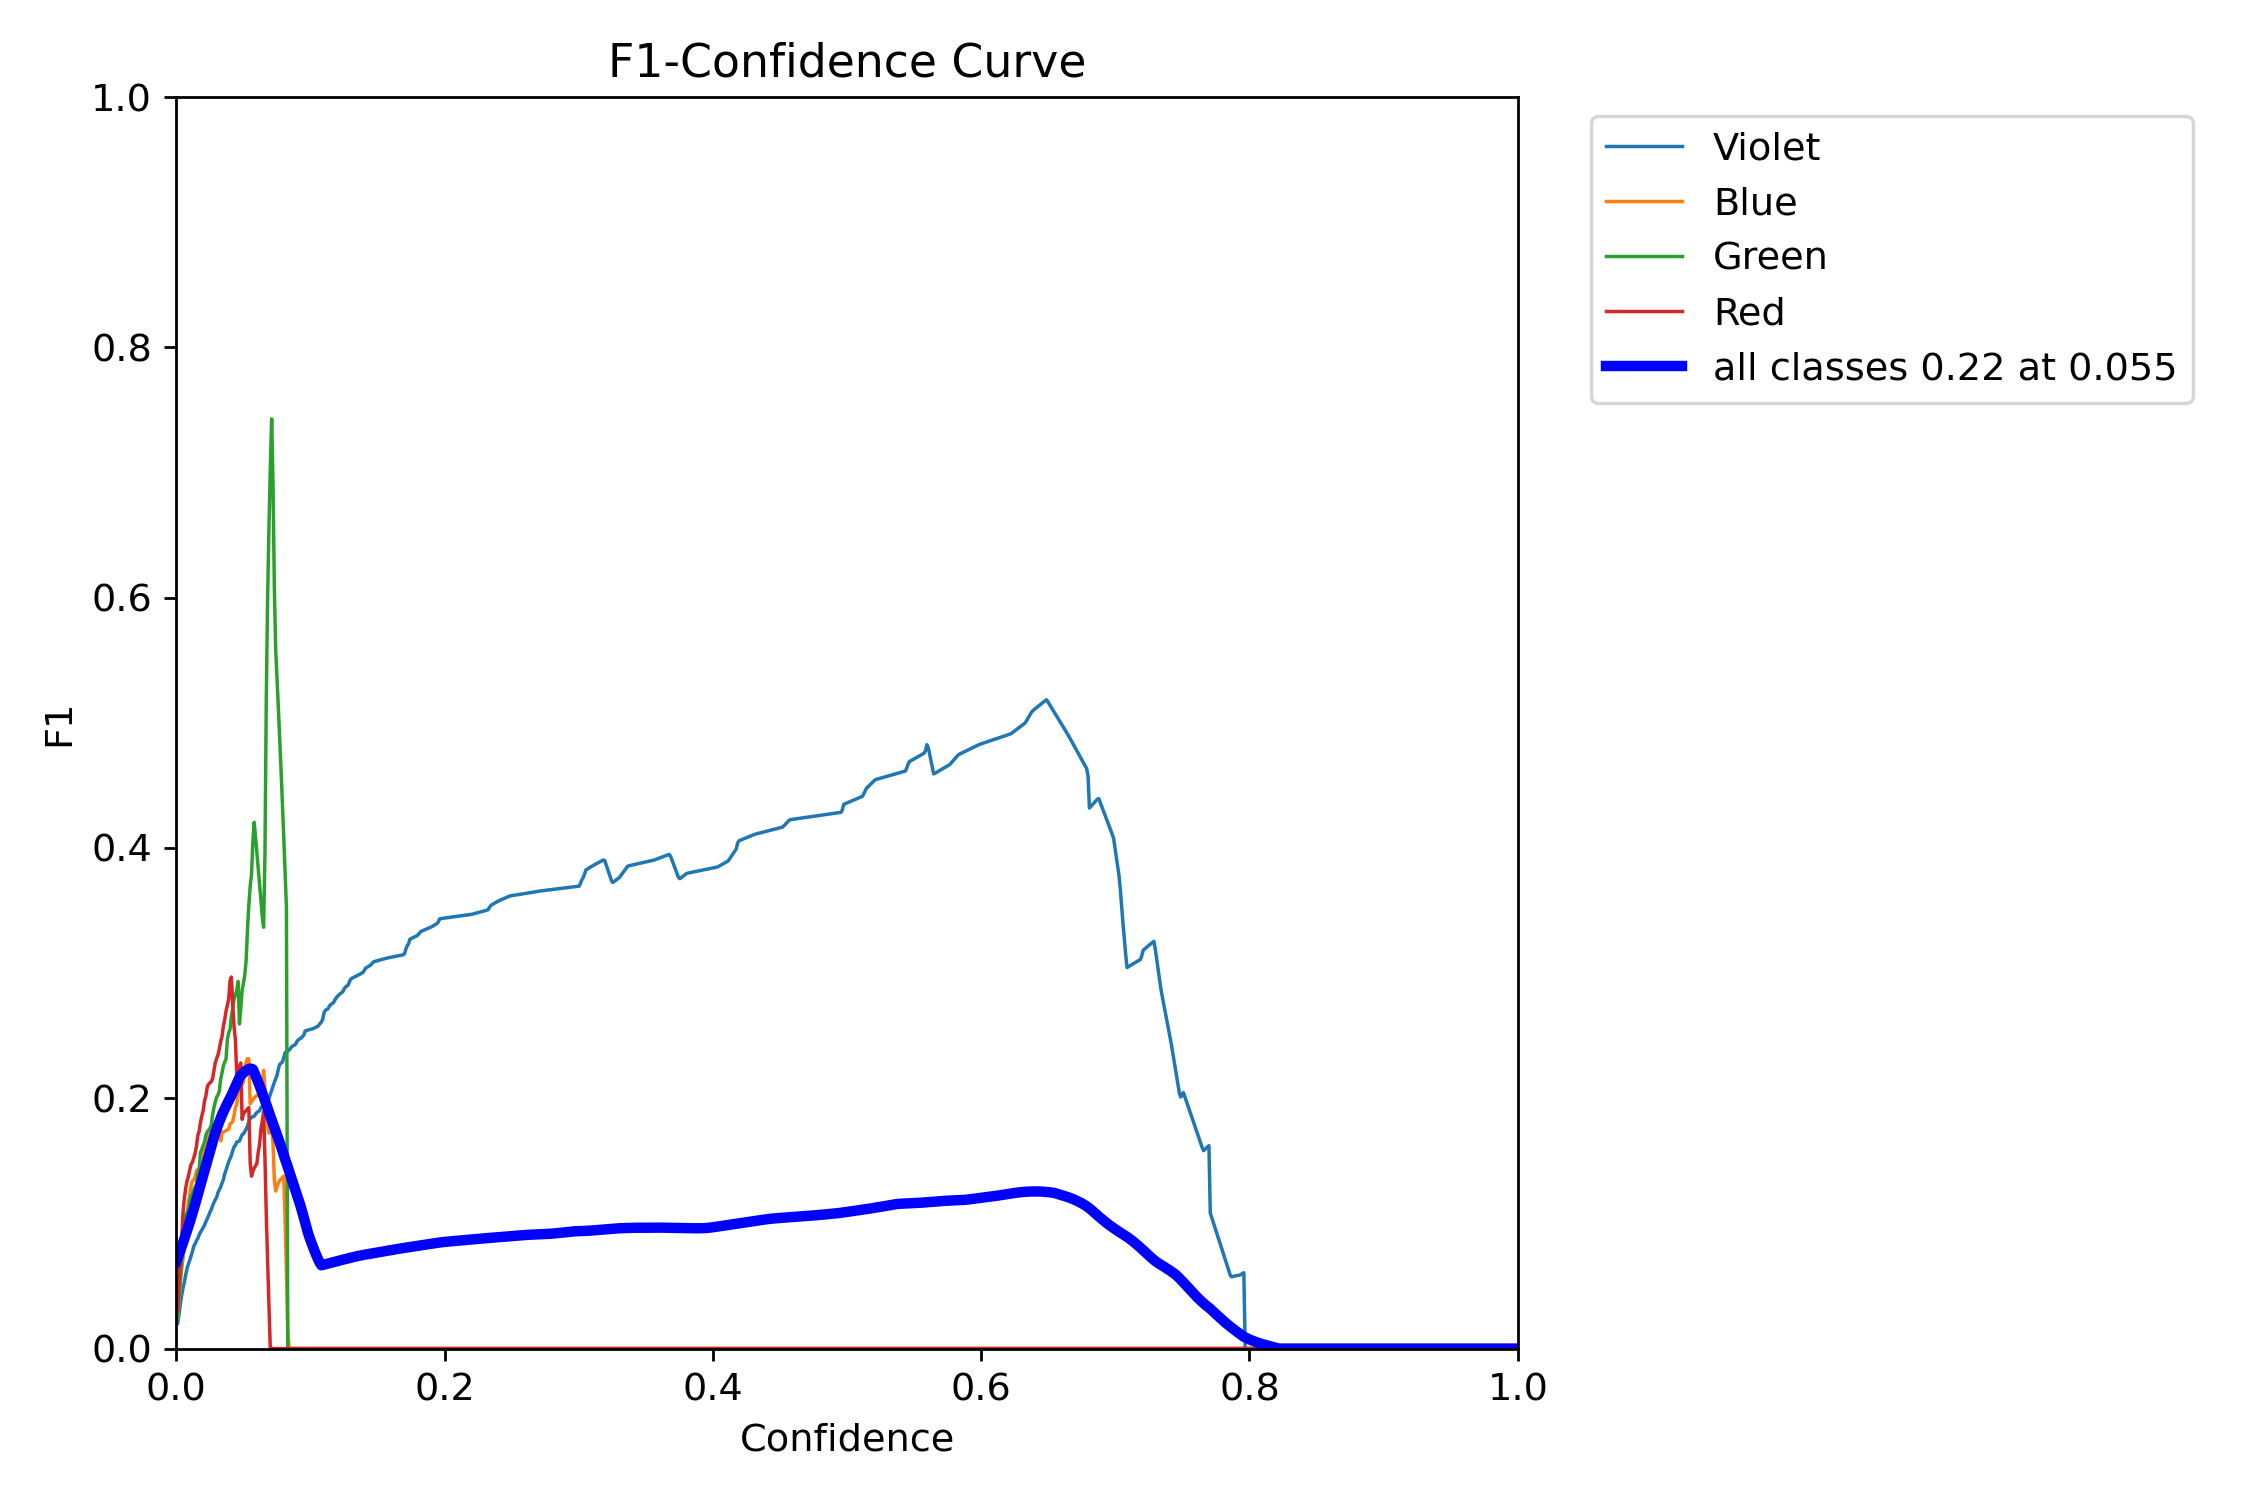 F1-Confidence Curve
1.0
0.8
0.6
0.4
0.2
0.0
F1
0.0 0.2 0.4 0.6 0.8 1.0
Confidence
Violet
Blue
Green
Red
all classes 0.22 at 0.055